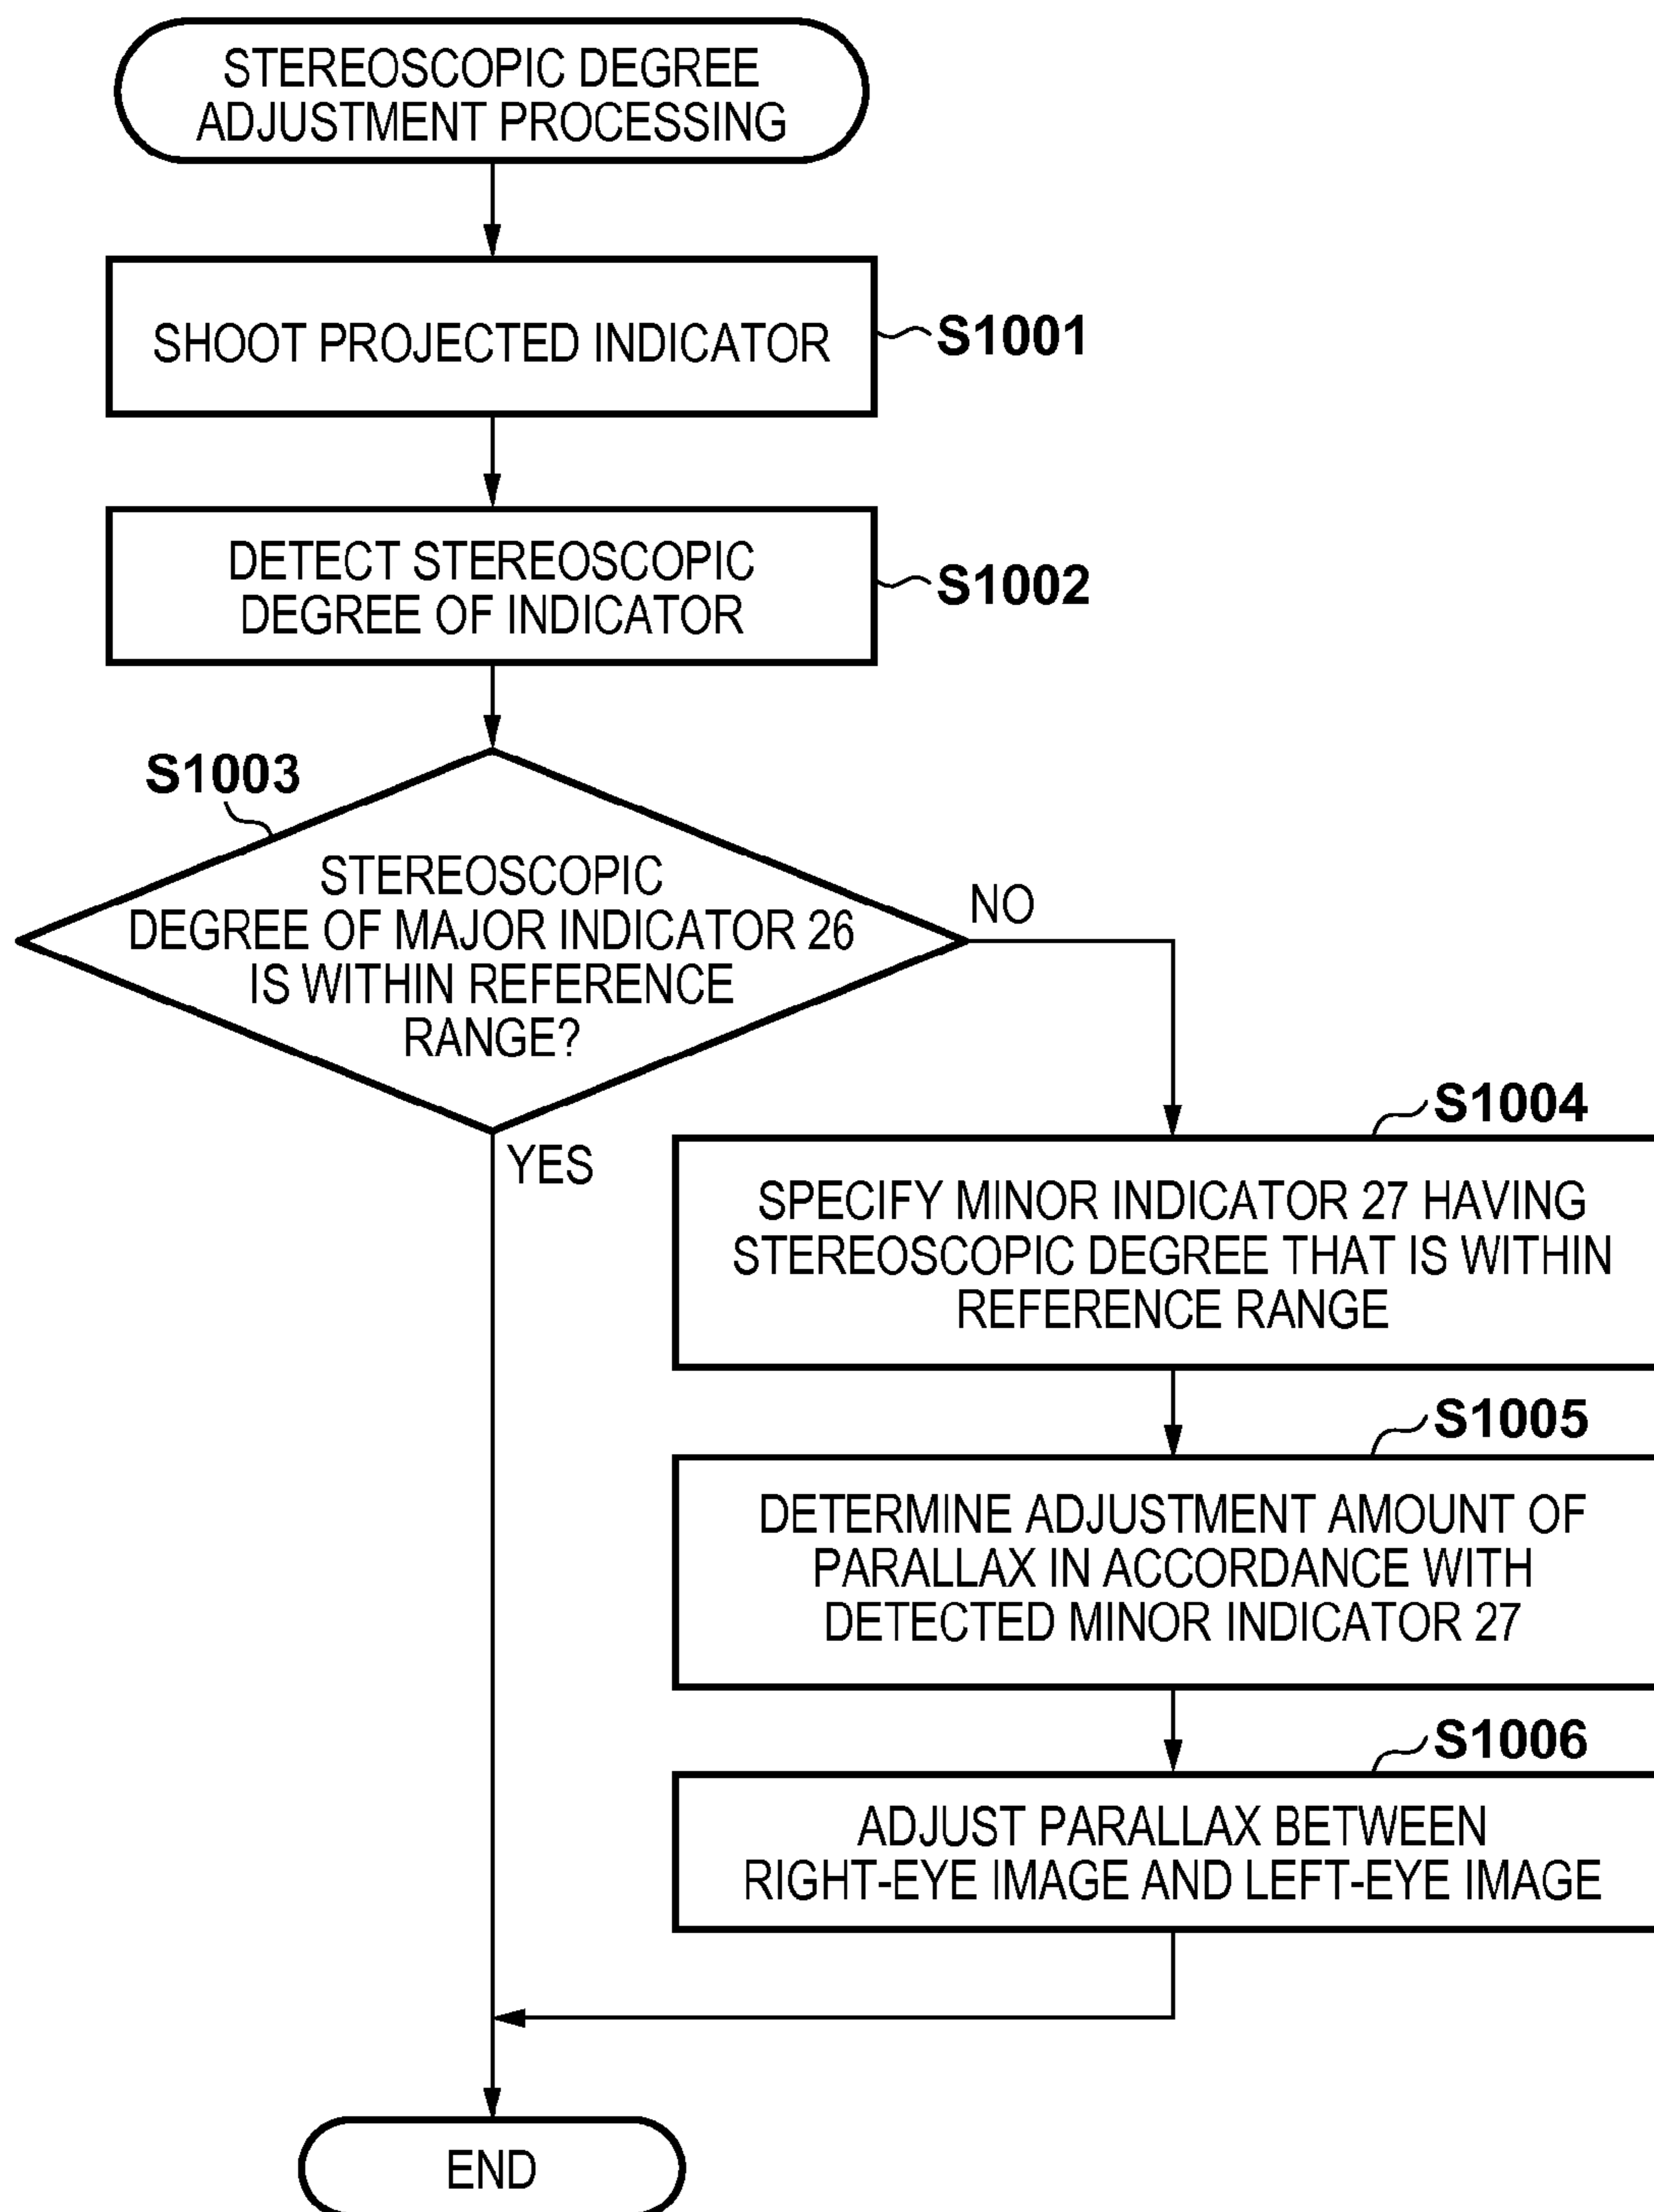 STEREOSCOPIC DEGREE
ADJUSTMENT PROCESSING
SHOOT PROJECTED INDICATOR
S1001
DETECT STEREOSCOPIC
DEGREE OF INDICATOR
S1002
S1003
STEREOSCOPIC
DEGREE OF MAJOR INDICATOR 26
IS WITHIN REFERENCE
RANGE?
NO
YES
S1004
SPECIFY MINOR INDICATOR 27 HAVING
STEREOSCOPIC DEGREE THAT IS WITHIN
REFERENCE RANGE
S1005
DETERMINE ADJUSTMENT AMOUNT OF
PARALLAX IN ACCORDANCE WITH
DETECTED MINOR INDICATOR 27
S1006
ADJUST PARALLAX BETWEEN
RIGHT-EYE IMAGE AND LEFT-EYE IMAGE
END